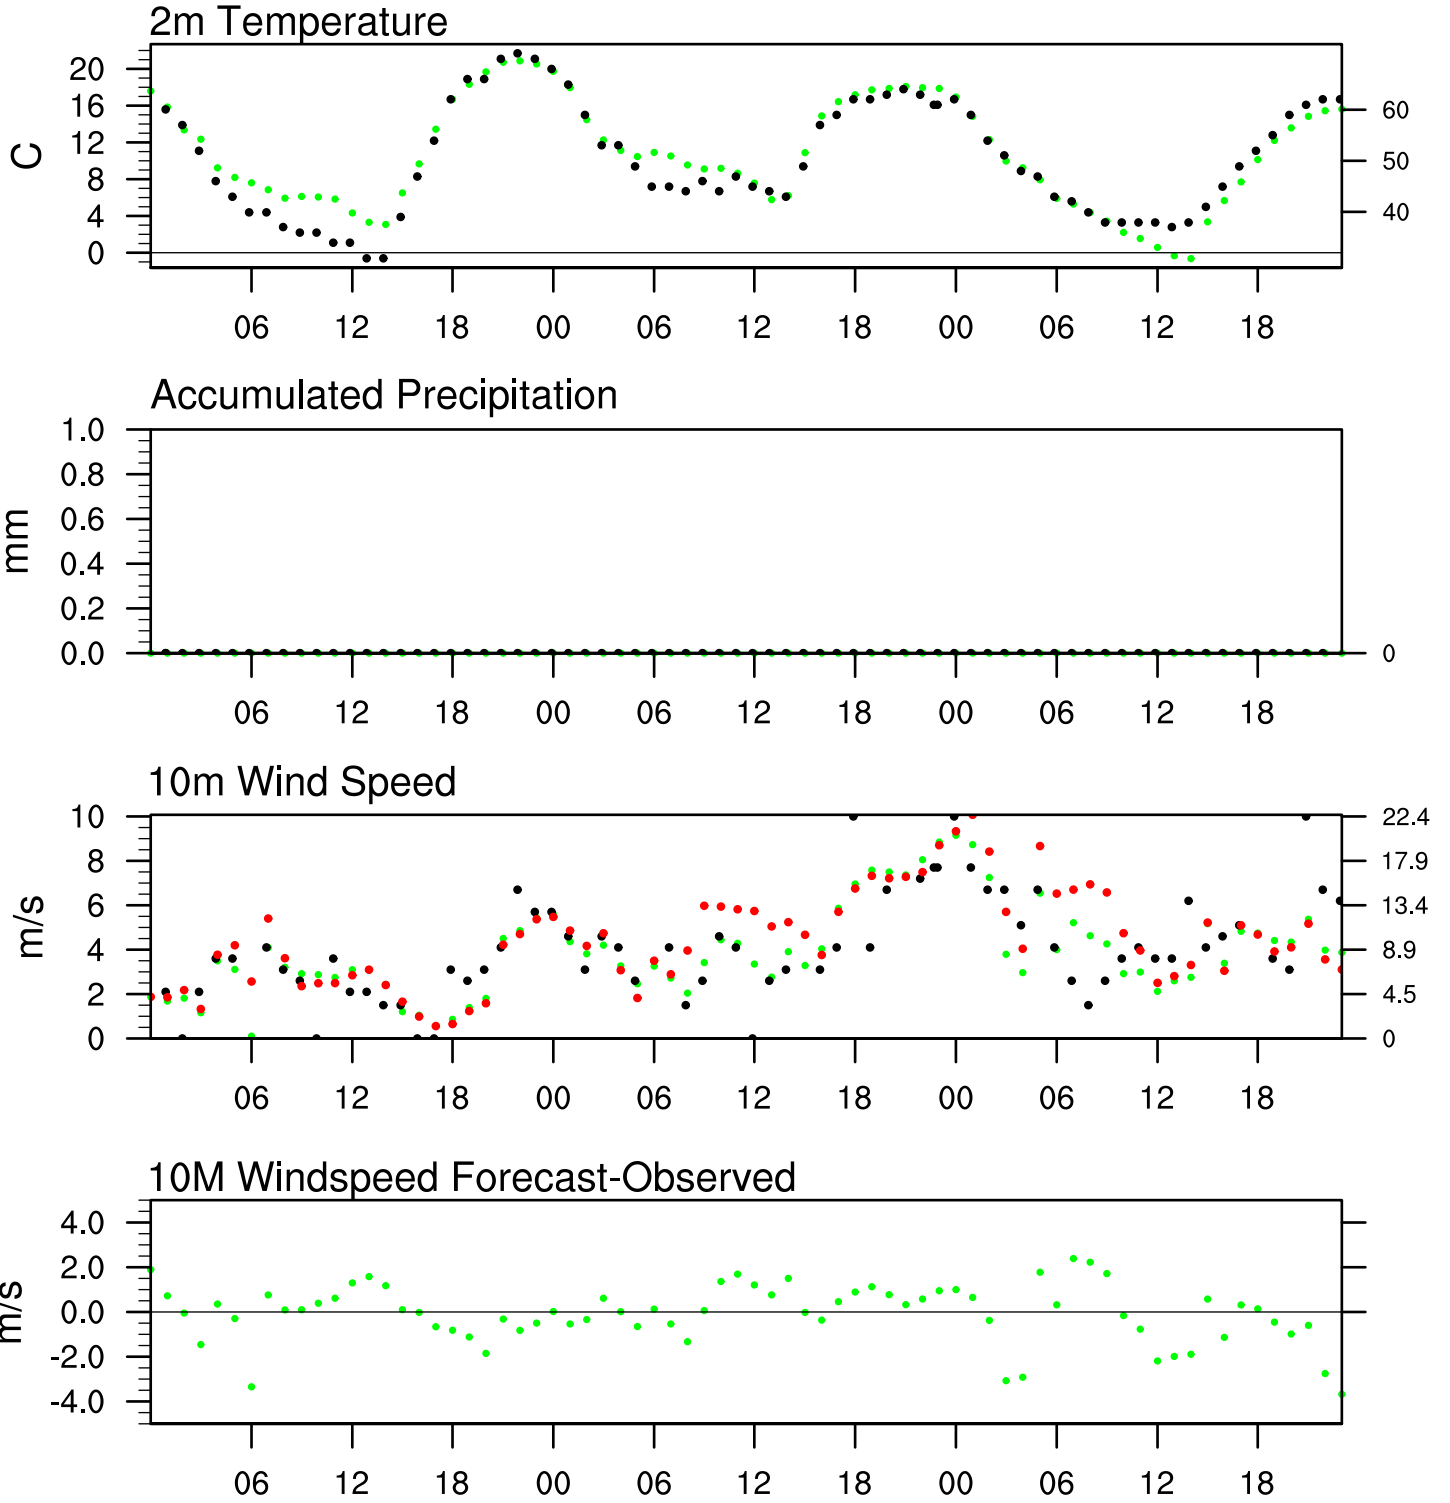 2m Temperature
20
16
12
8
4
0
C
60
50
40
06 12 18 00 06 12 18 00 06 12 18
Accumulated Precipitation
1.0
0.8
0.6
0.4
0.2
0.0
mm
0
06 12 18 00 06 12 18 00 06 12 18
10m Wind Speed
10
8
6
4
2
0
m/s
22.4
17.9
13.4
8.9
4.5
0
06 12 18 00 06 12 18 00 06 12 18
10M Windspeed Forecast-Observed
4.0
2.0
0.0
-2.0
-4.0
m/s
06 12 18 00 06 12 18 00 06 12 18